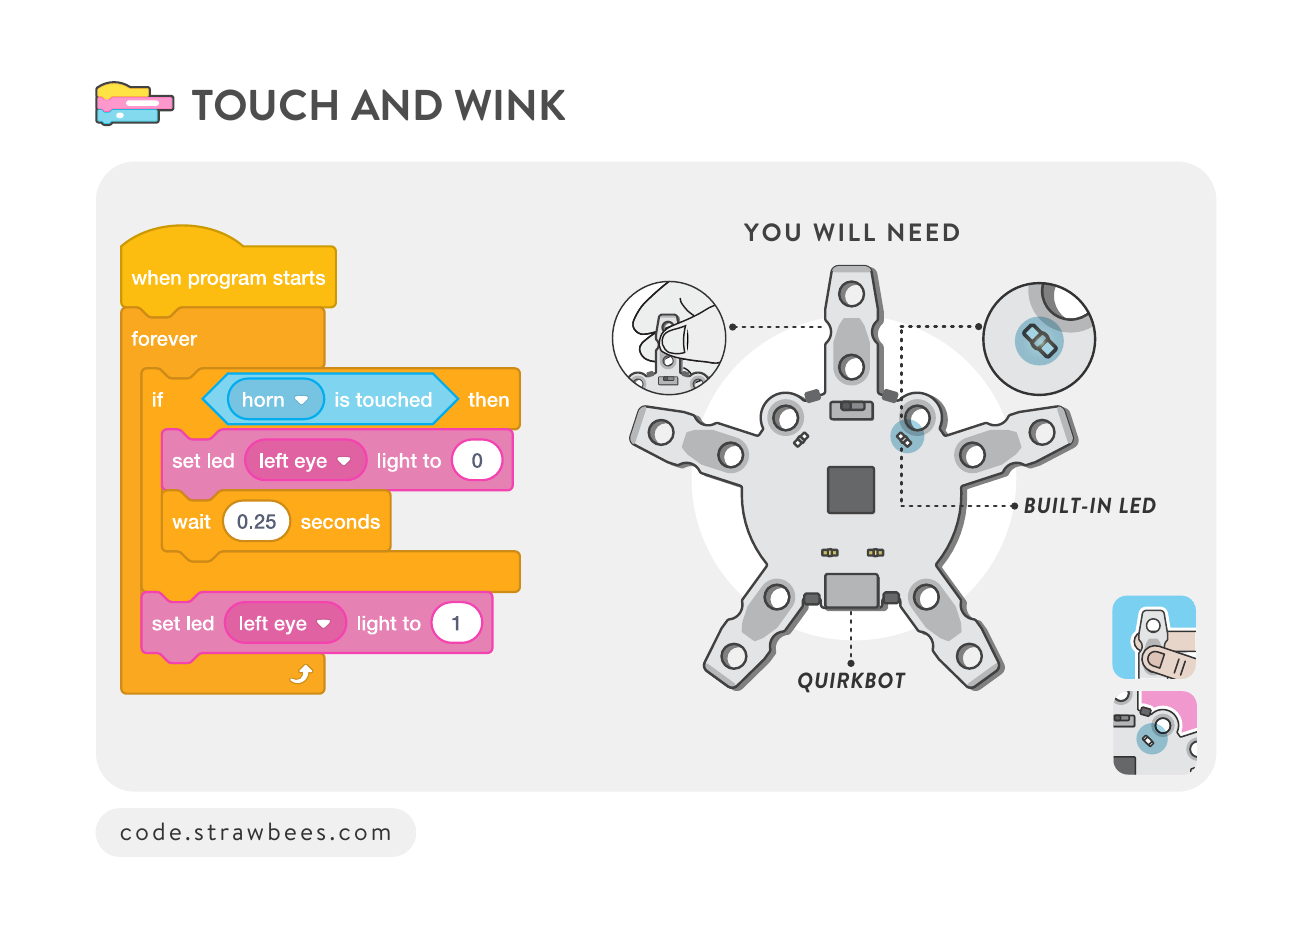 TOUCH AND WINK
when program starts
forever
if horn is touched then
set led left eye light to 0
wait 0.25 seconds
set led left eye light to 1
YOU WILL NEED
BUILT-IN LED
QUIRKBOT
code.strawbees.com